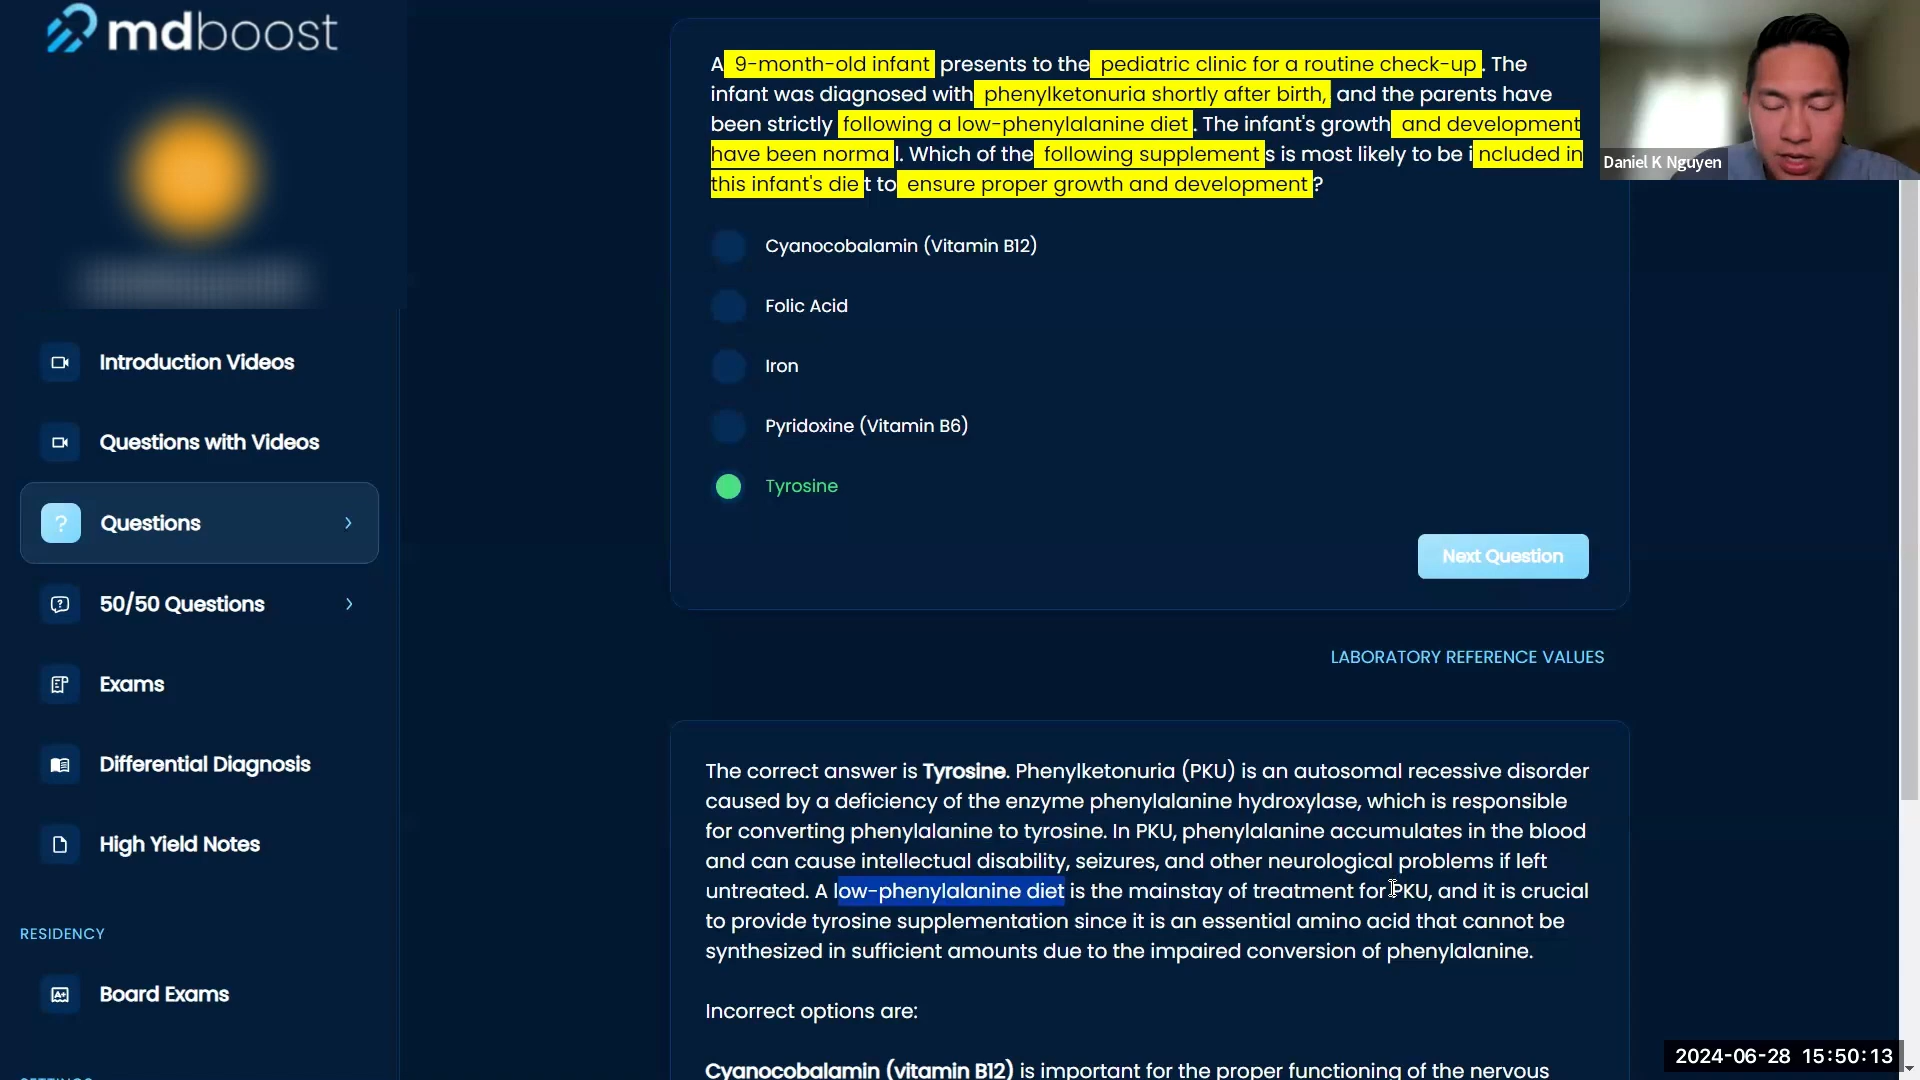 mdboost
Introduction Videos
Questions with Videos
Questions
50/50 Questions
Exams
Differential Diagnosis
High Yield Notes
RESIDENCY
Board Exams
A 9-month-old infant presents to the pediatric clinic for a routine check-up. The
infant was diagnosed with phenylketonuria shortly after birth, and the parents have
been strictly following a low-phenylalanine diet. The infant's growth and development
have been normal. Which of the following supplements is most likely to be included in
this infant's diet to ensure proper growth and development?
Cyanocobalamin (Vitamin B12)
Folic Acid
Iron
Pyridoxine (Vitamin B6)
Tyrosine
Next Question
LABORATORY REFERENCE VALUES
The correct answer is Tyrosine. Phenylketonuria (PKU) is an autosomal recessive disorder
caused by a deficiency of the enzyme phenylalanine hydroxylase, which is responsible
for converting phenylalanine to tyrosine. In PKU, phenylalanine accumulates in the blood
and can cause intellectual disability, seizures, and other neurological problems if left
untreated. A low-phenylalanine diet is the mainstay of treatment for PKU, and it is crucial
to provide tyrosine supplementation since it is an essential amino acid that cannot be
synthesized in sufficient amounts due to the impaired conversion of phenylalanine.
Incorrect options are:
Cyanocobalamin (vitamin B12) is important for the proper functioning of the nervous
Daniel K Nguyen
2024-06-28 15:50:13